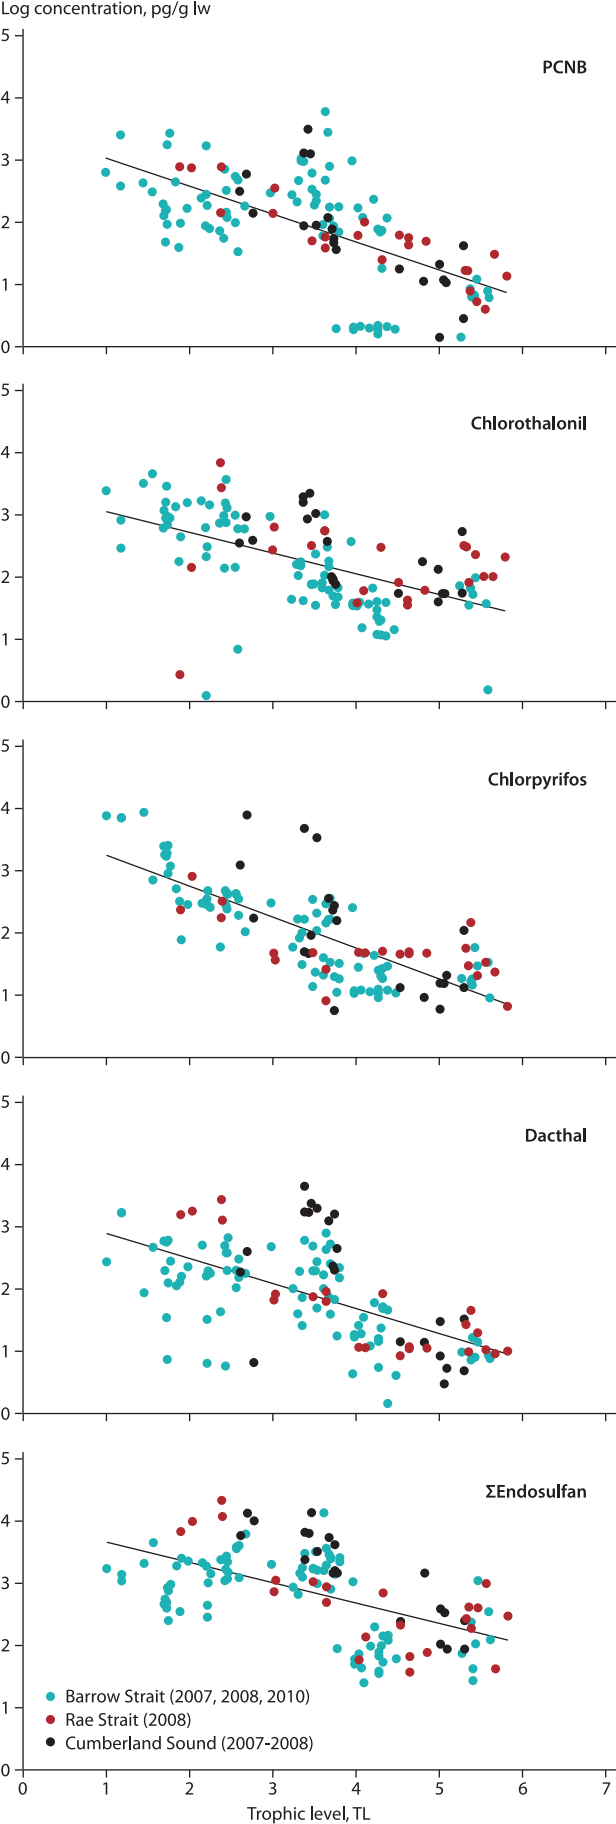 Log concentration, pg/g lw
5
PCNB
4
3
2
1
0
5
Chlorothalonil
4
3
2
1
0
5
Chlorpyrifos
4
3
2
1
0
5
Dacthal
4
3
2
1
0
5
ΣEndosulfan
4
3
2
1
Barrow Strait (2007, 2008, 2010)
Rae Strait (2008)
Cumberland Sound (2007-2008)
0
0 1 2 3 4 5 6 7
Trophic level, TL